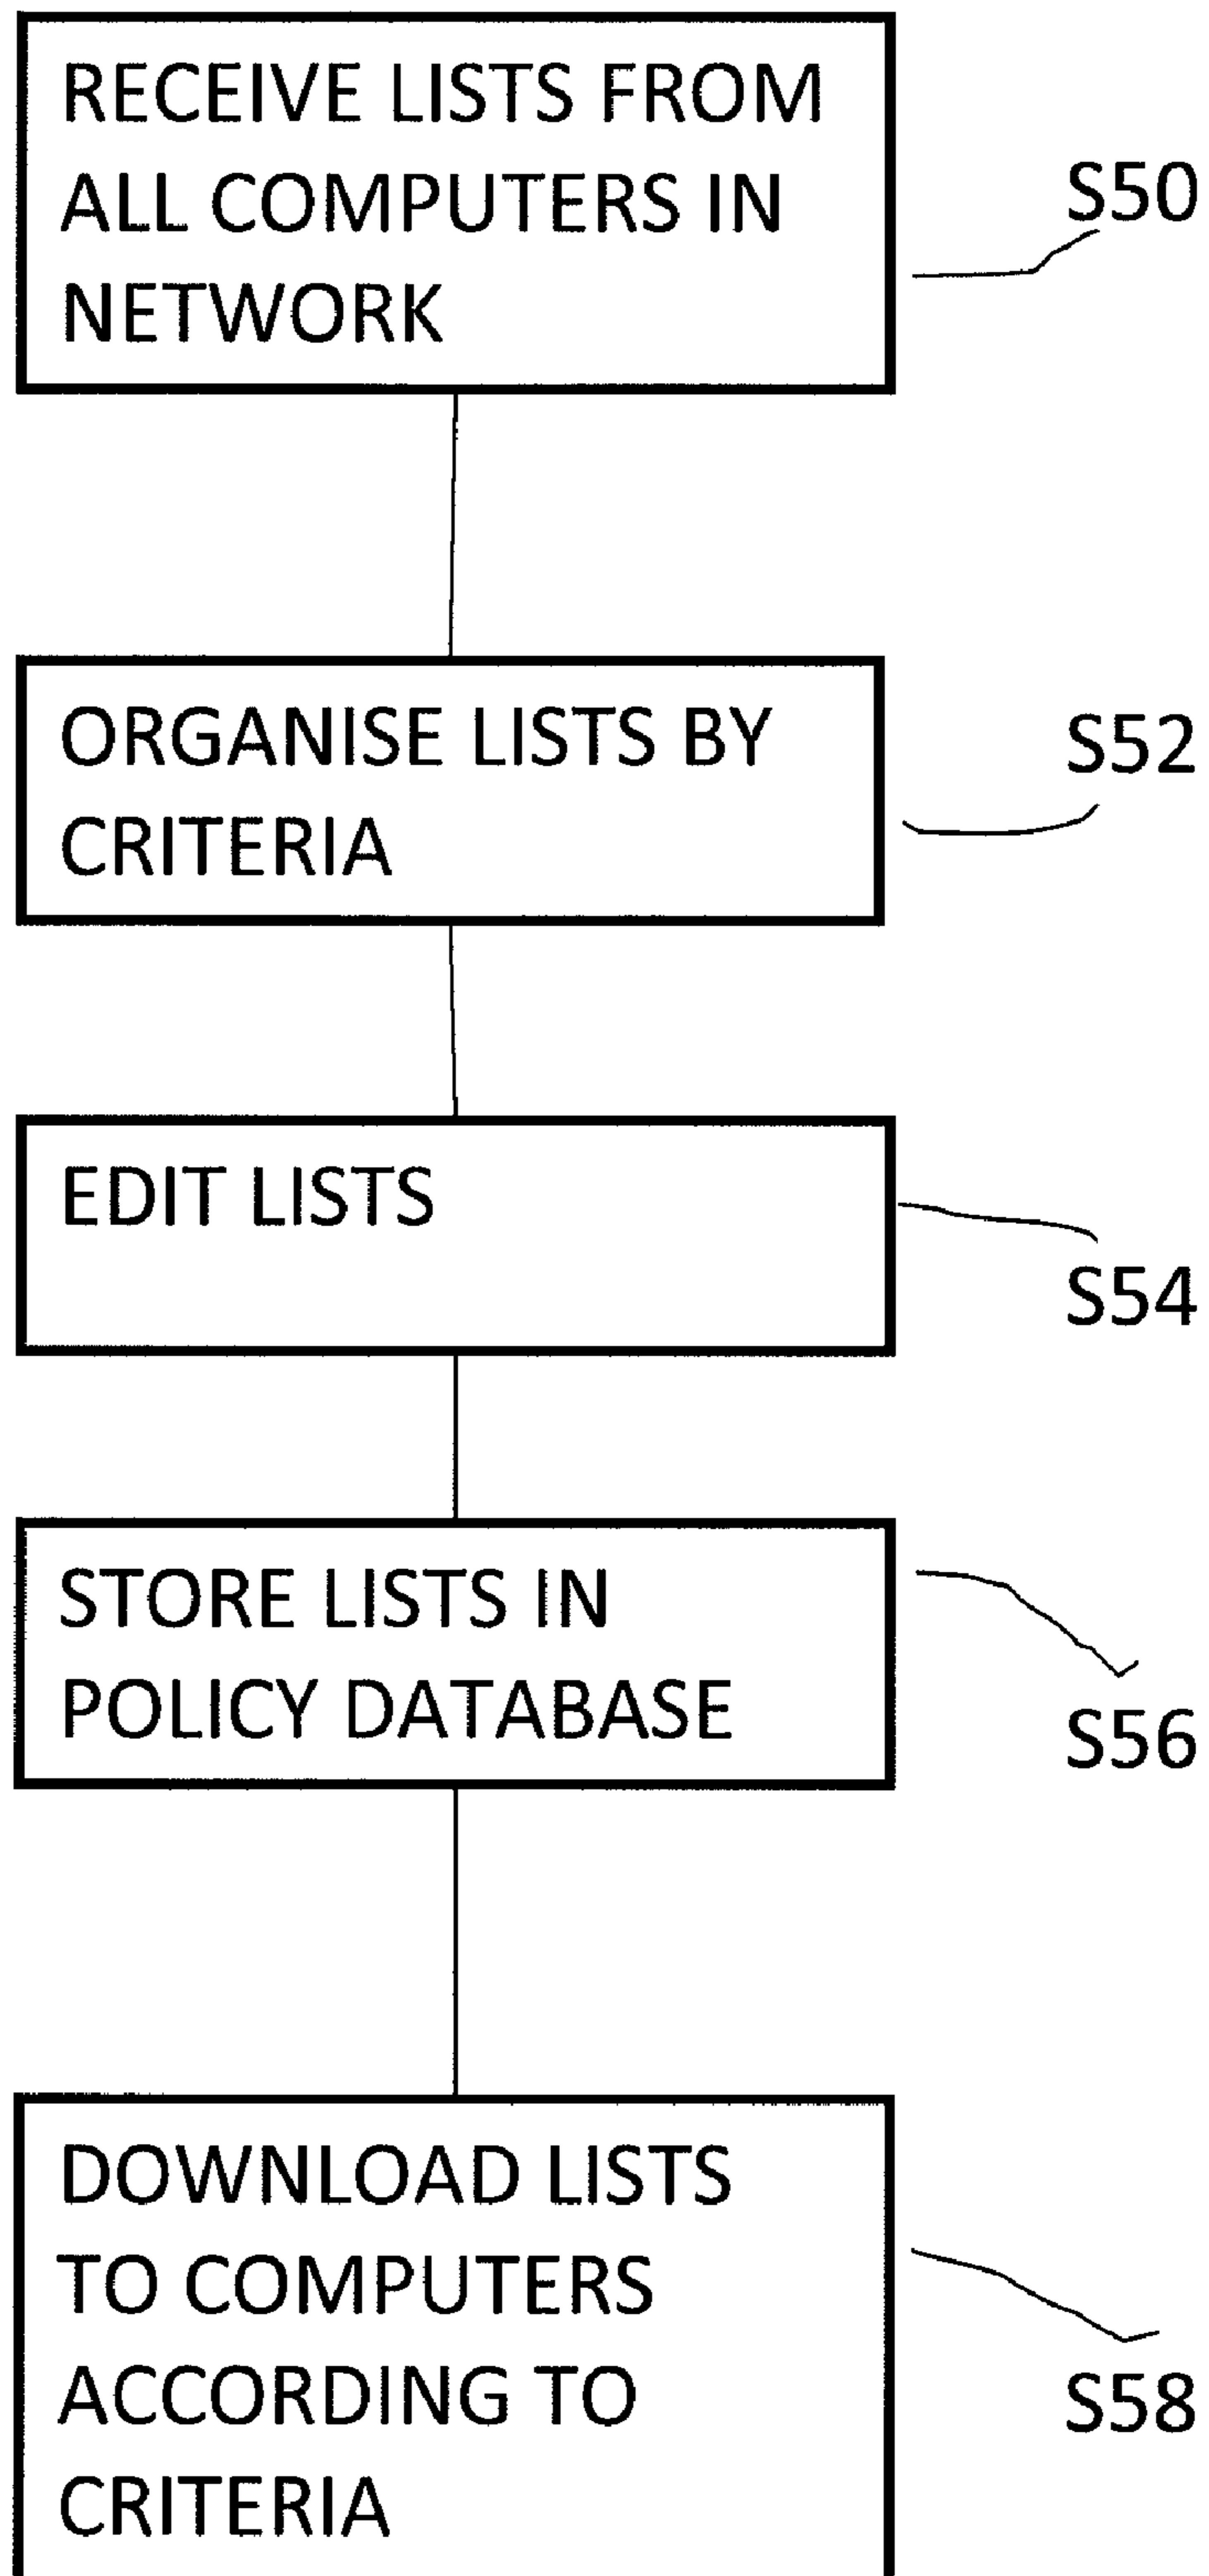 RECEIVE LISTS FROM
ALL COMPUTERS IN
NETWORK
S50
ORGANISE LISTS BY
CRITERIA
S52
EDIT LISTS
S54
STORE LISTS IN
POLICY DATABASE
S56
DOWNLOAD LISTS
TO COMPUTERS
ACCORDING TO
CRITERIA
S58